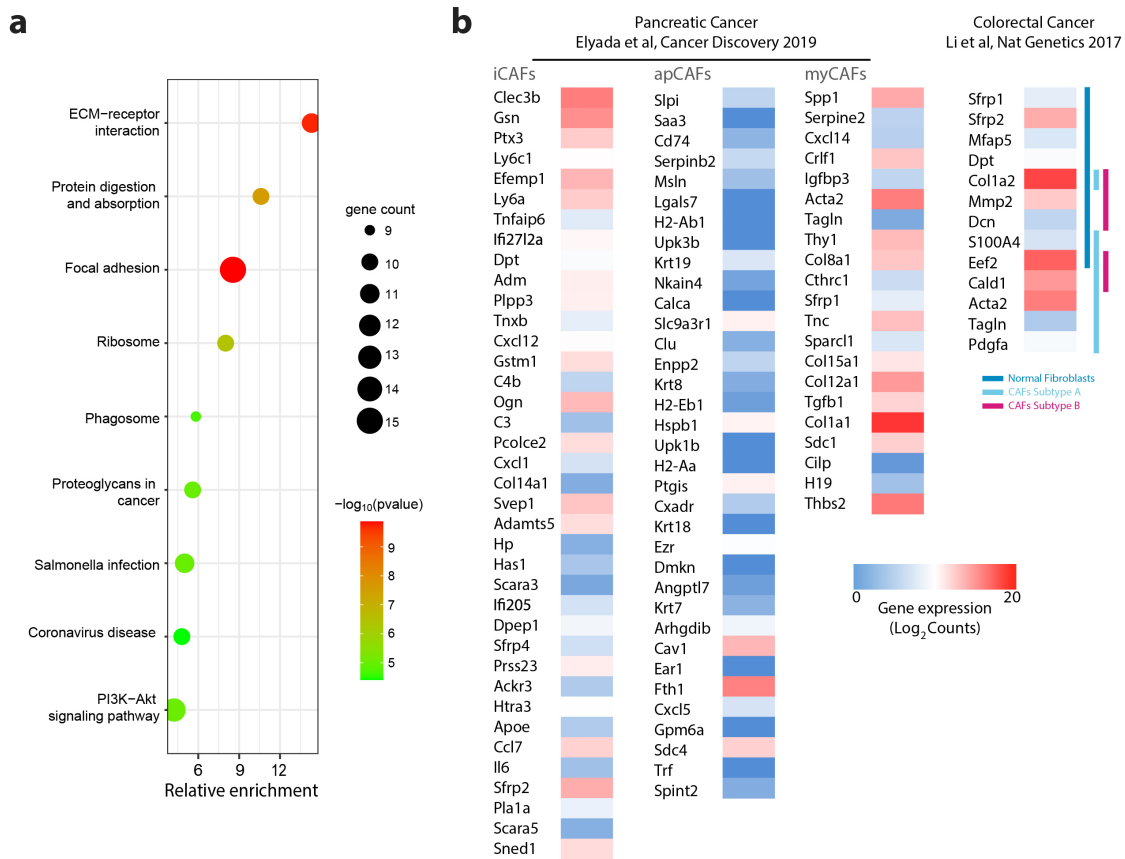 a
ECM−receptor
interaction
Protein digestion
and absorption
Focal adhesion
Ribosome
Phagosome
Proteoglycans in
cancer
Salmonella infection
Coronavirus disease
PI3K−Akt
signaling pathway
6 9 12
Relative enrichment
gene count
9
10
11
12
13
14
15
−log10(pvalue)
9
8
7
6
5
b
Pancreatic Cancer
Elyada et al, Cancer Discovery 2019
iCAFs
Clec3b
Gsn
Ptx3
Ly6c1
Efemp1
Ly6a
Tnfaip6
Ifi27l2a
Dpt
Adm
Plpp3
Tnxb
Cxcl12
Gstm1
C4b
Ogn
C3
Pcolce2
Cxcl1
Col14a1
Svep1
Adamts5
Hp
Has1
Scara3
Ifi205
Dpep1
Sfrp4
Prss23
Ackr3
Htra3
Apoe
Ccl7
Il6
Sfrp2
Pla1a
Scara5
Sned1
apCAFs
Slpi
Saa3
Cd74
Serpinb2
Msln
Lgals7
H2-Ab1
Upk3b
Krt19
Nkain4
Calca
Slc9a3r1
Clu
Enpp2
Krt8
H2-Eb1
Hspb1
Upk1b
H2-Aa
Ptgis
Cxadr
Krt18
Ezr
Dmkn
Angptl7
Krt7
Arhgdib
Cav1
Ear1
Fth1
Cxcl5
Gpm6a
Sdc4
Trf
Spint2
myCAFs
Spp1
Serpine2
Cxcl14
Crlf1
Igfbp3
Acta2
Tagln
Thy1
Col8a1
Cthrc1
Sfrp1
Tnc
Sparcl1
Col15a1
Col12a1
Tgfb1
Col1a1
Sdc1
Cilp
H19
Thbs2
Colorectal Cancer
Li et al, Nat Genetics 2017
Sfrp1
Sfrp2
Mfap5
Dpt
Col1a2
Mmp2
Dcn
S100A4
Eef2
Cald1
Acta2
Tagln
Pdgfa
Normal Fibroblasts
CAFs Subtype A
CAFs Subtype B
0 20
Gene expression
(Log2Counts)